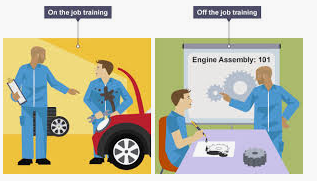 On the job training
Off the job training
Engine Assembly: 101